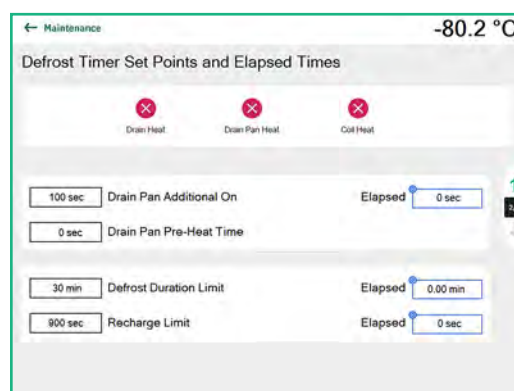 ← Maintenance -80.2 °C
Defrost Timer Set Points and Elapsed Times
Drain Heat Drain Pan Heat Coil Heat
100 sec Drain Pan Additional On Elapsed 0 sec
0 sec Drain Pan Pre-Heat Time
30 min Defrost Duration Limit Elapsed 0.00 min
900 sec Recharge Limit Elapsed 0 sec